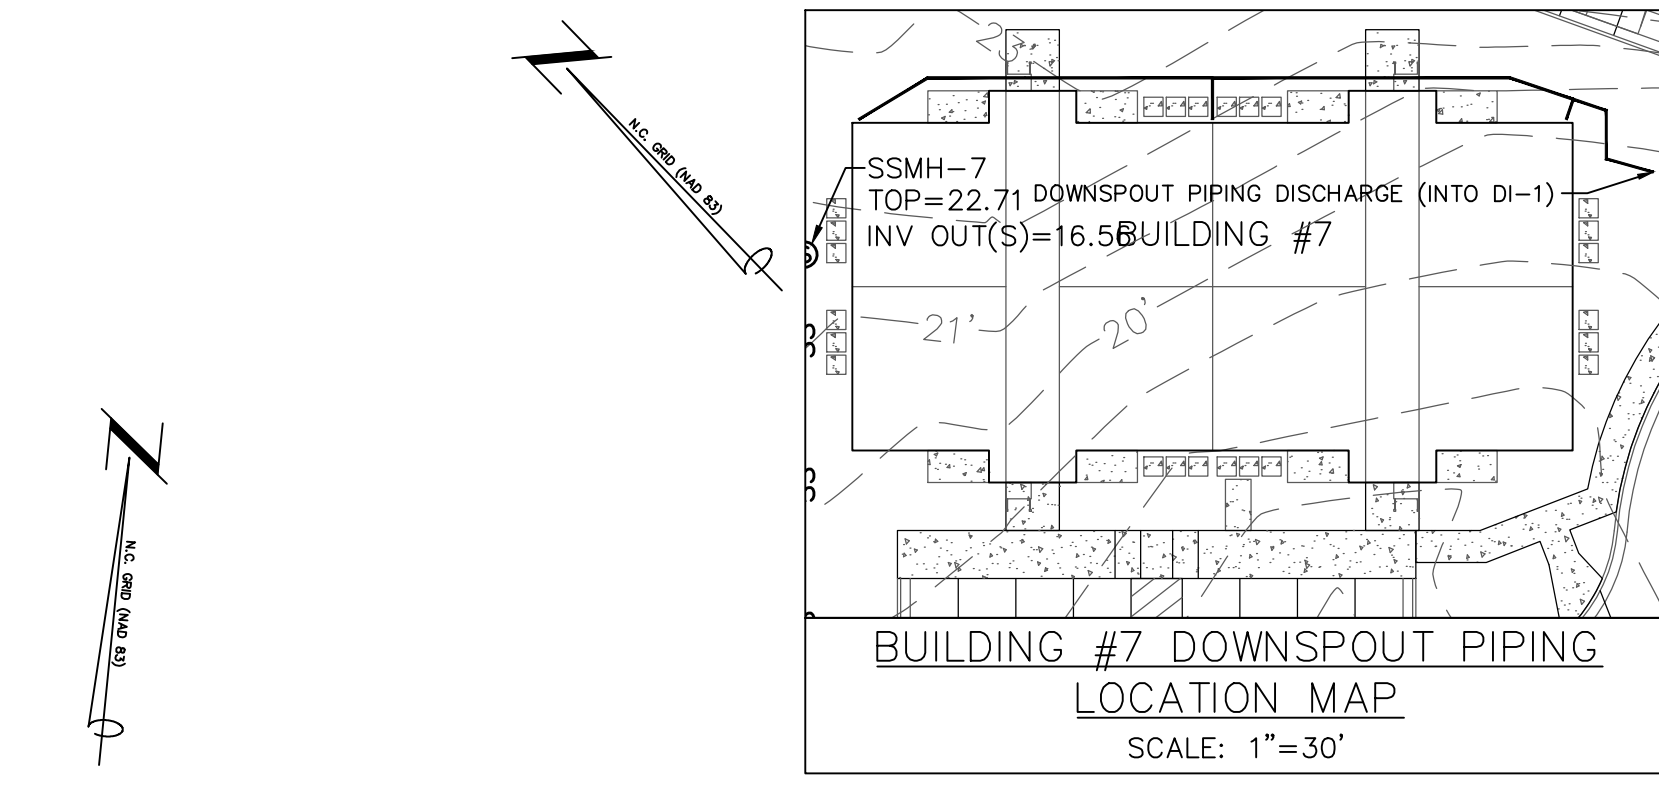 N.C. GRID (NAD 83)
N.C. GRID (NAD 83)
23
SSMH-7
TOP=22.71
INV OUT(S)=16.56
DOWNSPOUT PIPING DISCHARGE (INTO DI-1)
BUILDING #7
21'
20'
BUILDING #7 DOWNSPOUT PIPING
LOCATION MAP
SCALE: 1"=30'